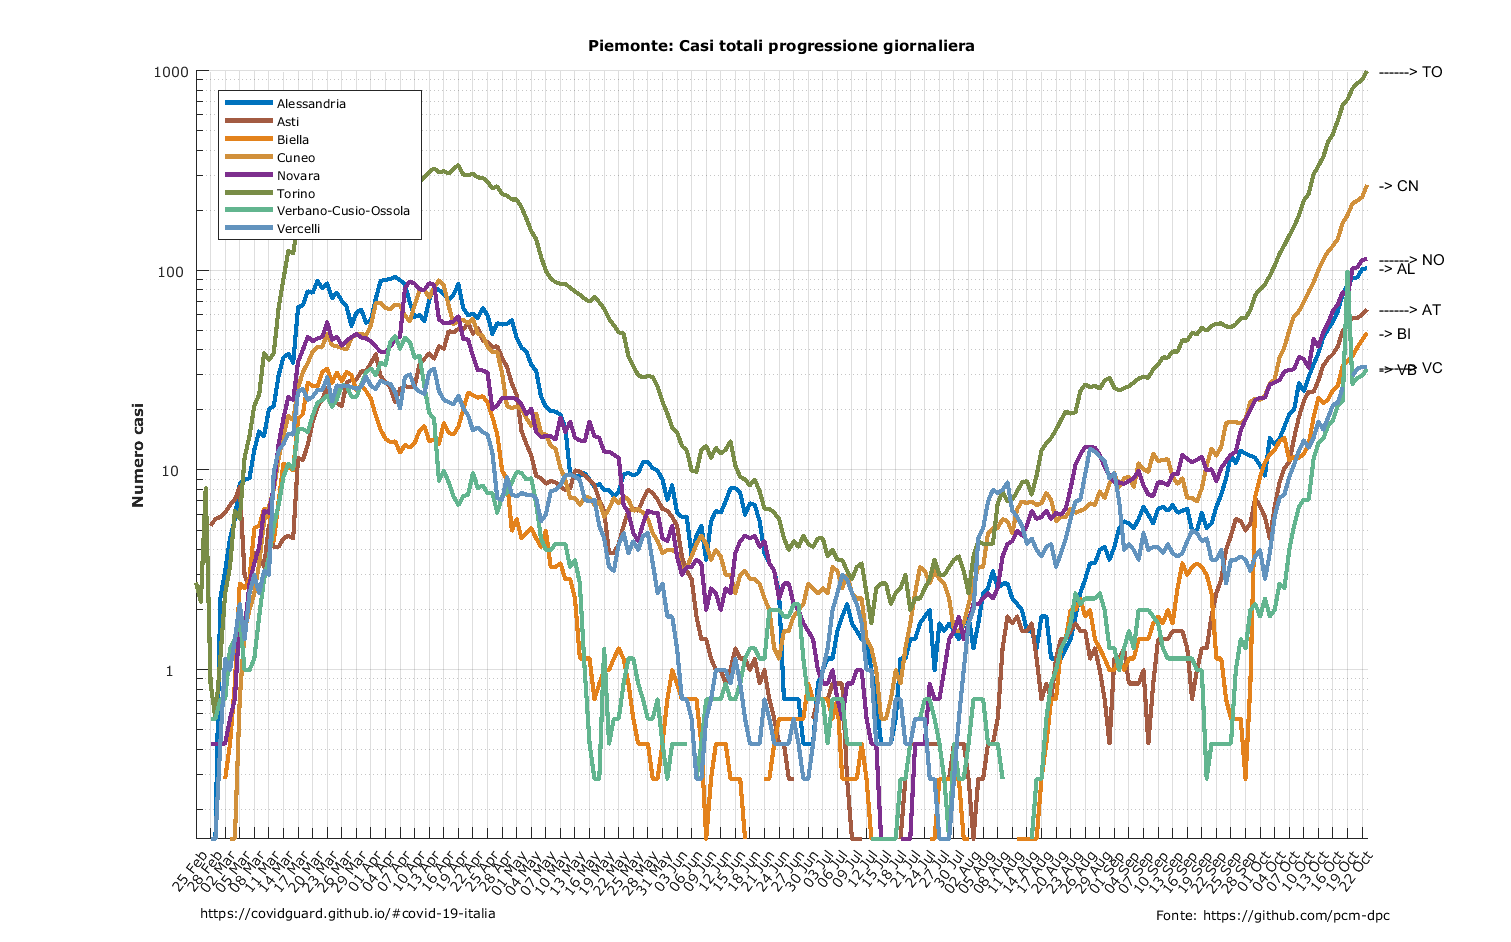 Piemonte: Casi totali progressione giornaliera
1000
100
10
1
Numero casi
Alessandria
Asti
Biella
Cuneo
Novara
Torino
Verbano-Cusio-Ossola
Vercelli
------> TO
-> CN
------> NO
-> AL
------> AT
-> BI
------> VC
-> VB
25 Feb
28 Feb
02 Mar
05 Mar
08 Mar
11 Mar
14 Mar
17 Mar
20 Mar
23 Mar
26 Mar
29 Mar
01 Apr
04 Apr
07 Apr
10 Apr
13 Apr
16 Apr
19 Apr
22 Apr
25 Apr
28 Apr
01 May
04 May
07 May
10 May
13 May
16 May
19 May
22 May
25 May
28 May
31 May
03 Jun
06 Jun
09 Jun
12 Jun
15 Jun
18 Jun
21 Jun
24 Jun
27 Jun
30 Jun
03 Jul
06 Jul
09 Jul
12 Jul
15 Jul
18 Jul
21 Jul
24 Jul
27 Jul
30 Jul
02 Aug
05 Aug
08 Aug
11 Aug
14 Aug
17 Aug
20 Aug
23 Aug
26 Aug
29 Aug
01 Sep
04 Sep
07 Sep
10 Sep
13 Sep
16 Sep
19 Sep
22 Sep
25 Sep
28 Sep
01 Oct
04 Oct
07 Oct
10 Oct
13 Oct
16 Oct
19 Oct
22 Oct
https://covidguard.github.io/#covid-19-italia
Fonte: https://github.com/pcm-dpc